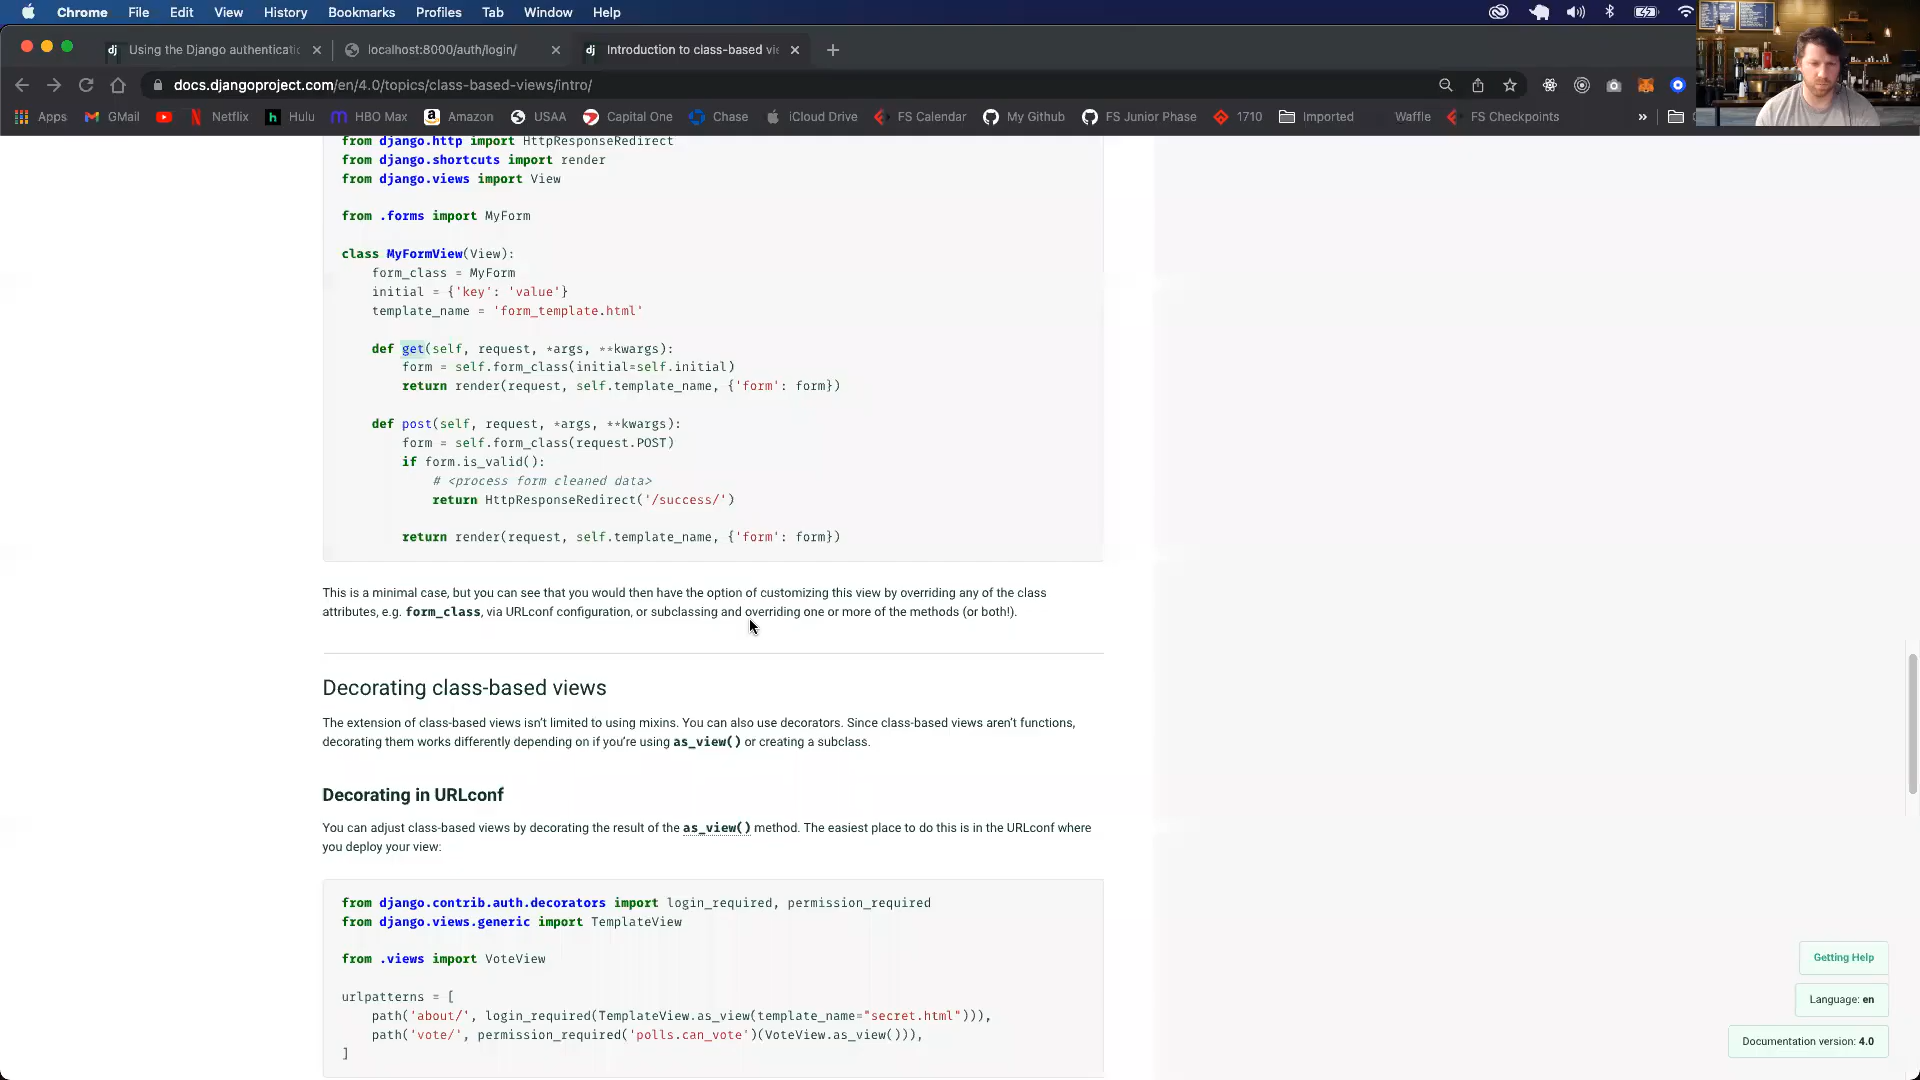 Chrome File Edit View History Bookmarks Profiles Tab Window Help
dj Using the Django authenticatic
localhost:8000/auth/login/
dj Introduction to class-based vie
docs.djangoproject.com/en/4.0/topics/class-based-views/intro/
Apps GMail Netflix h Hulu HBO Max Amazon USAA Capital One Chase iCloud Drive FS Calendar My Github FS Junior Phase 1710 Imported Waffle FS Checkpoints »
from django.http import HttpResponseRedirect
from django.shortcuts import render
from django.views import View
from .forms import MyForm
class MyFormView(View):
form_class = MyForm
initial = {'key': 'value'}
template_name = 'form_template.html'
def get(self, request, *args, **kwargs):
form = self.form_class(initial=self.initial)
return render(request, self.template_name, {'form': form})
def post(self, request, *args, **kwargs):
form = self.form_class(request.POST)
if form.is_valid():
# <process form cleaned data>
return HttpResponseRedirect('/success/')
return render(request, self.template_name, {'form': form})
This is a minimal case, but you can see that you would then have the option of customizing this view by overriding any of the class
attributes, e.g. form_class, via URLconf configuration, or subclassing and overriding one or more of the methods (or both!).
Decorating class-based views
The extension of class-based views isn't limited to using mixins. You can also use decorators. Since class-based views aren't functions,
decorating them works differently depending on if you're using as_view() or creating a subclass.
Decorating in URLconf
You can adjust class-based views by decorating the result of the as_view() method. The easiest place to do this is in the URLconf where
you deploy your view:
from django.contrib.auth.decorators import login_required, permission_required
from django.views.generic import TemplateView
from .views import VoteView
urlpatterns = [
path('about/', login_required(TemplateView.as_view(template_name="secret.html"))),
path('vote/', permission_required('polls.can_vote')(VoteView.as_view())),
]
Getting Help
Language: en
Documentation version: 4.0